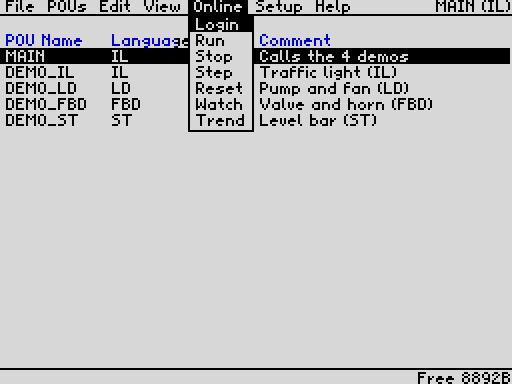 File POUs Edit View Online Setup Help MAIN (IL)
Login
POU Name Language Run Comment
MAIN IL Stop Calls the 4 demos
DEMO_IL IL Step Traffic light (IL)
DEMO_LD LD Reset Pump and fan (LD)
DEMO_FBD FBD Watch Valve and horn (FBD)
DEMO_ST ST Trend Level bar (ST)
Free 8892B